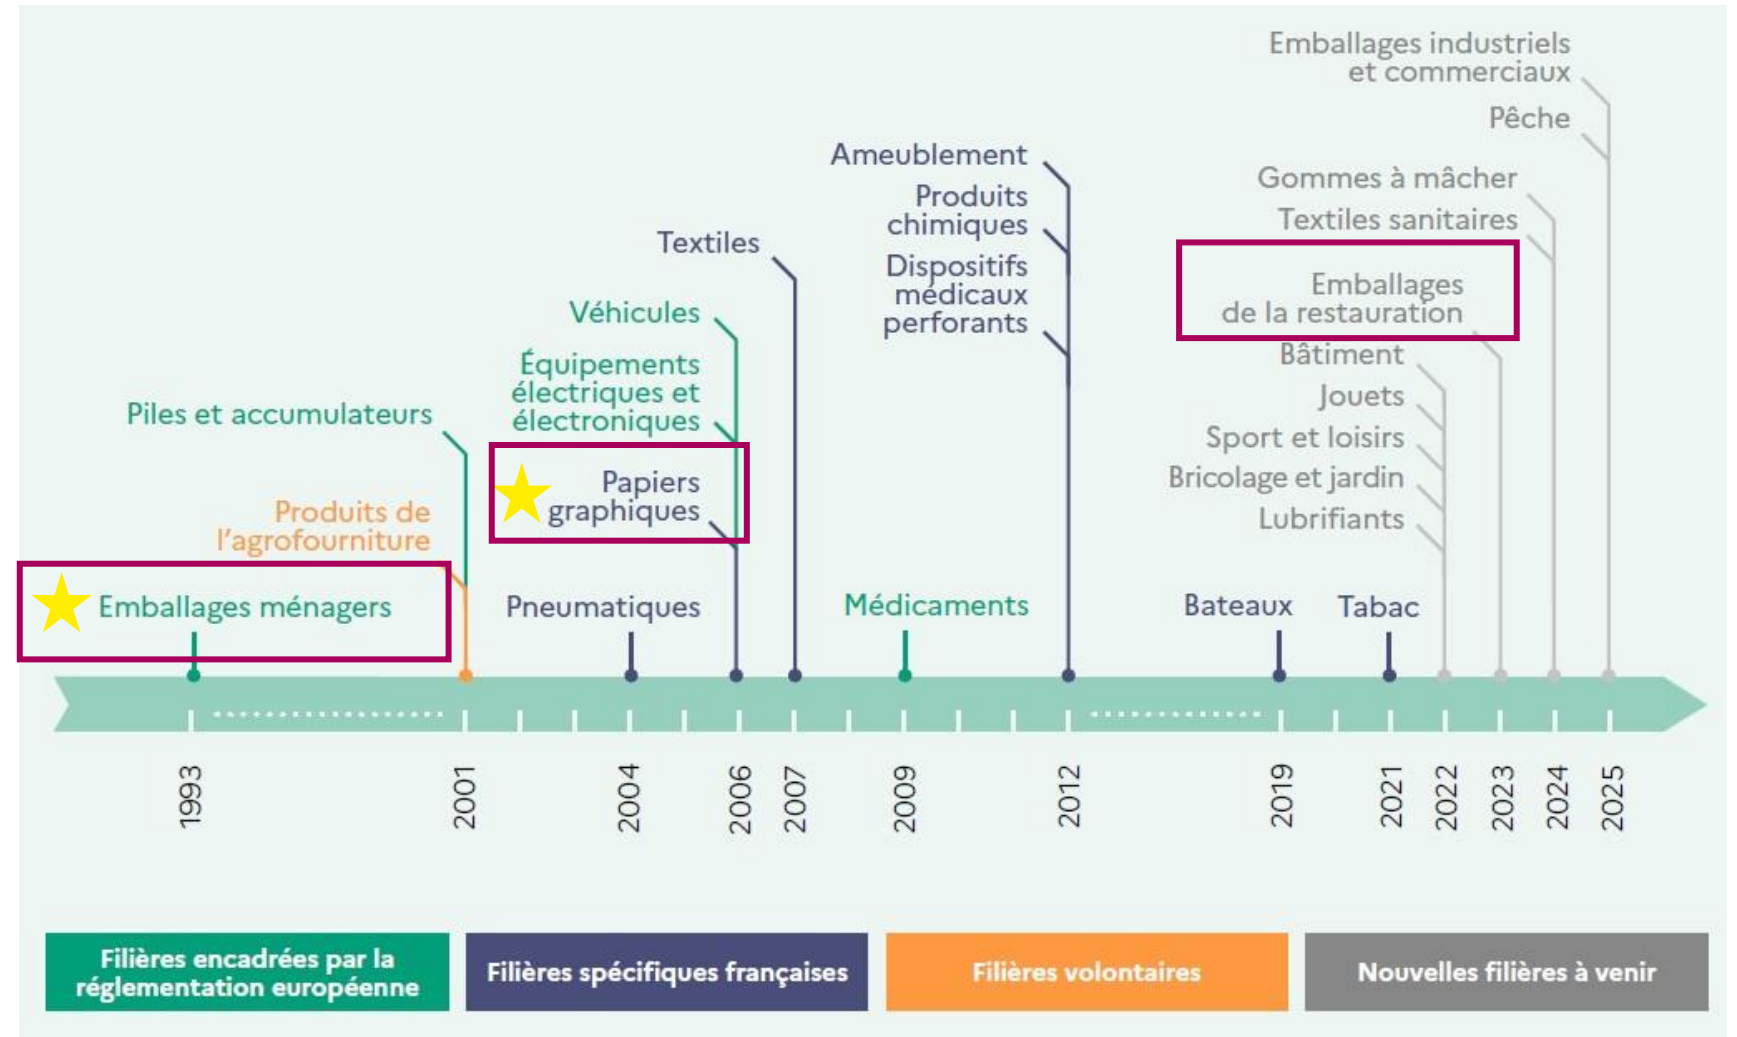 Emballages industriels
et commerciaux
Pêche
Ameublement
Produits
chimiques
Dispositifs
médicaux
perforants
Gommes à mâcher
Textiles sanitaires
Emballages
de la restauration
Bâtiment
Jouets
Sport et loisirs
Bricolage et jardin
Lubrifiants
Textiles
Véhicules
Équipements
électriques et
électroniques
Papiers
graphiques
Piles et accumulateurs
Produits de
l'agrofourniture
Emballages ménagers
Pneumatiques
Médicaments
Bateaux
Tabac
1993
2001
2004
2006
2007
2009
2012
2019
2021
2022
2023
2024
2025
Filières encadrées par la
réglementation européenne
Filières spécifiques françaises
Filières volontaires
Nouvelles filières à venir